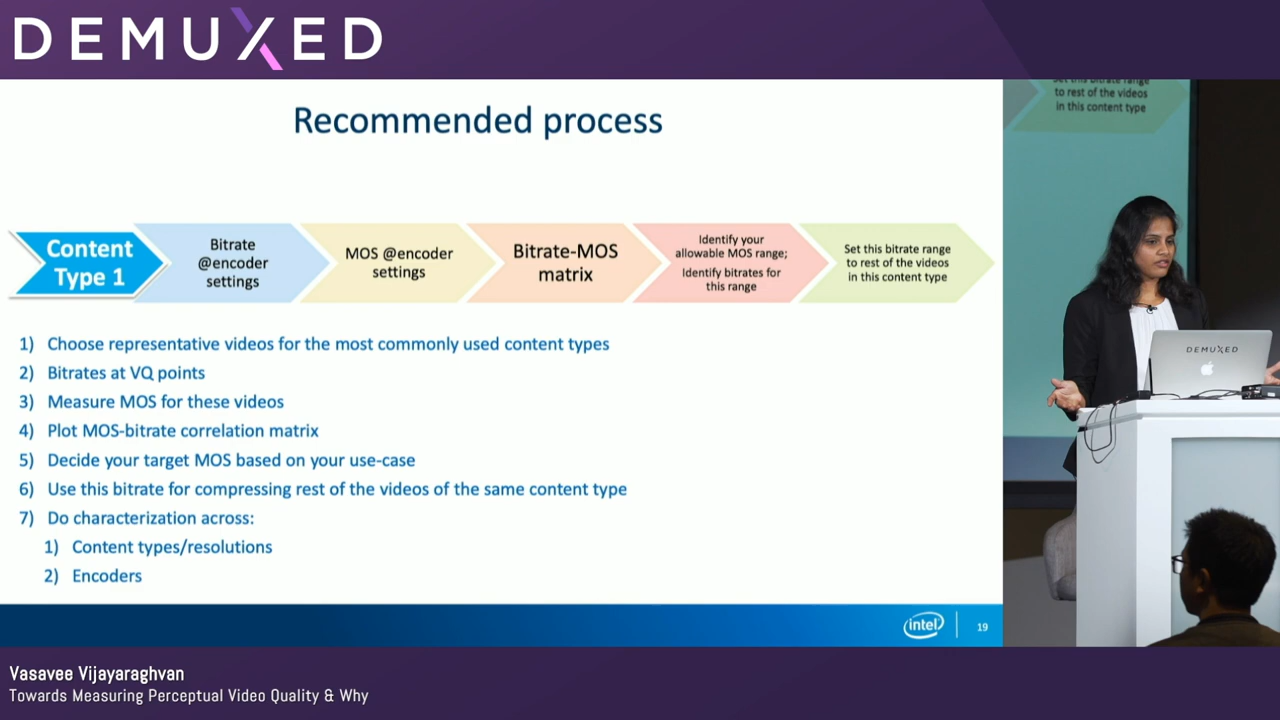 DEMUXED
Recommended process
Content
Type 1
Bitrate
@encoder
settings
MOS @encoder
settings
Bitrate-MOS
matrix
Identify your
allowable MOS range;
Identify bitrates for
this range
Set this bitrate range
to rest of the videos
in this content type
1) Choose representative videos for the most commonly used content types
2) Bitrates at VQ points
3) Measure MOS for these videos
4) Plot MOS-bitrate correlation matrix
5) Decide your target MOS based on your use-case
6) Use this bitrate for compressing rest of the videos of the same content type
7) Do characterization across:
1) Content types/resolutions
2) Encoders
intel
19
Set this bitrate range
to rest of the videos
in this content type
DEMUXED
Vasavee Vijayaraghvan
Towards Measuring Perceptual Video Quality & Why